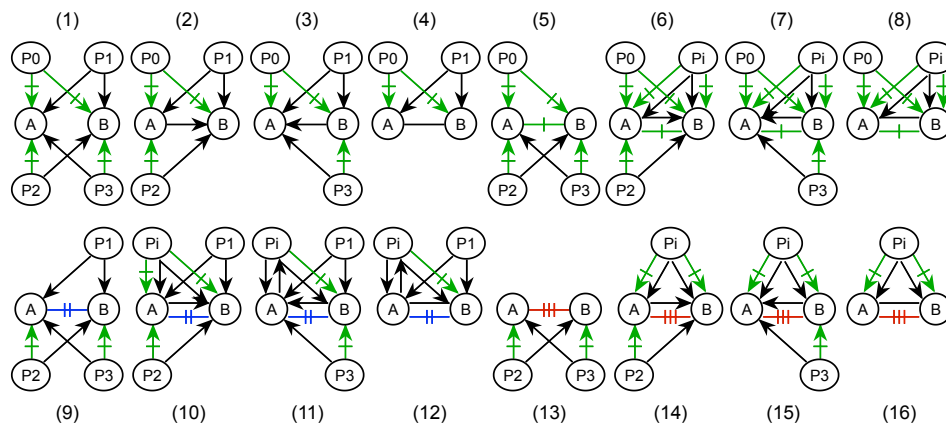 (1) (2) (3) (4) (5) (6) (7) (8)
P0 P1 P0 P1 P0 P1 P0 P1 P0 P0 Pi P0 Pi P0 Pi
A B A B A B A B A B A B A B A B
P2 P3 P2 P3 P2 P3 P2 P3
P1 Pi P1 Pi P1 Pi P1 Pi Pi Pi
A B A B A B A B A B A B A B A B
P2 P3 P2 P3 P2 P3 P2 P3
(9) (10) (11) (12) (13) (14) (15) (16)